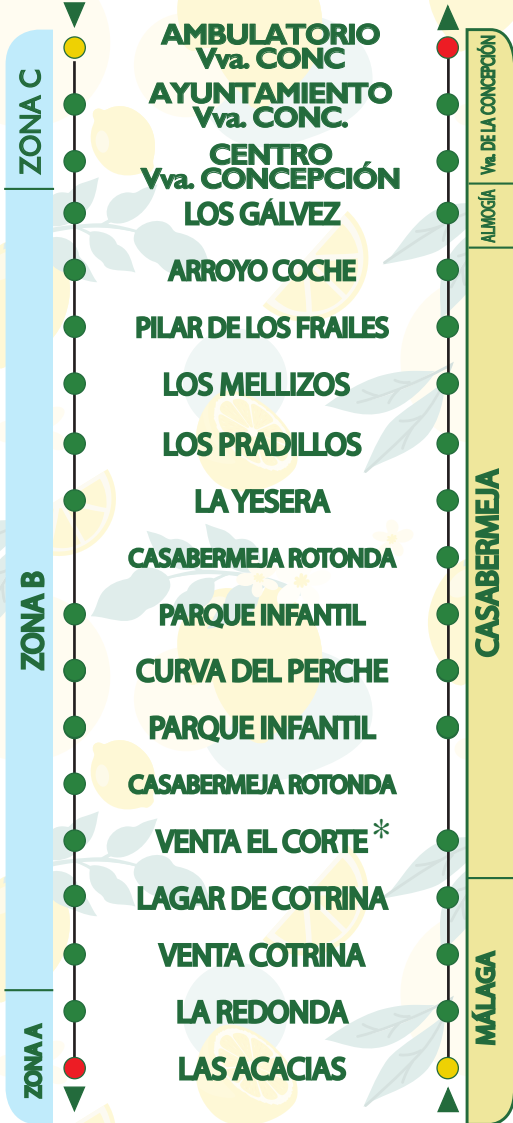 AMBULATORIO
Vva. CONC
AYUNTAMIENTO
Vva. CONC.
CENTRO
Vva. CONCEPCIÓN
LOS GÁLVEZ
ARROYO COCHE
PILAR DE LOS FRAILES
LOS MELLIZOS
LOS PRADILLOS
LA YESERA
CASABERMEJA ROTONDA
PARQUE INFANTIL
CURVA DEL PERCHE
PARQUE INFANTIL
CASABERMEJA ROTONDA
VENTA EL CORTE*
LAGAR DE COTRINA
VENTA COTRINA
LA REDONDA
LAS ACACIAS
ZONA C
ZONA B
ZONA A
Vva. DE LA CONCEPCIÓN
ALMOGÍA
CASABERMEJA
MÁLAGA